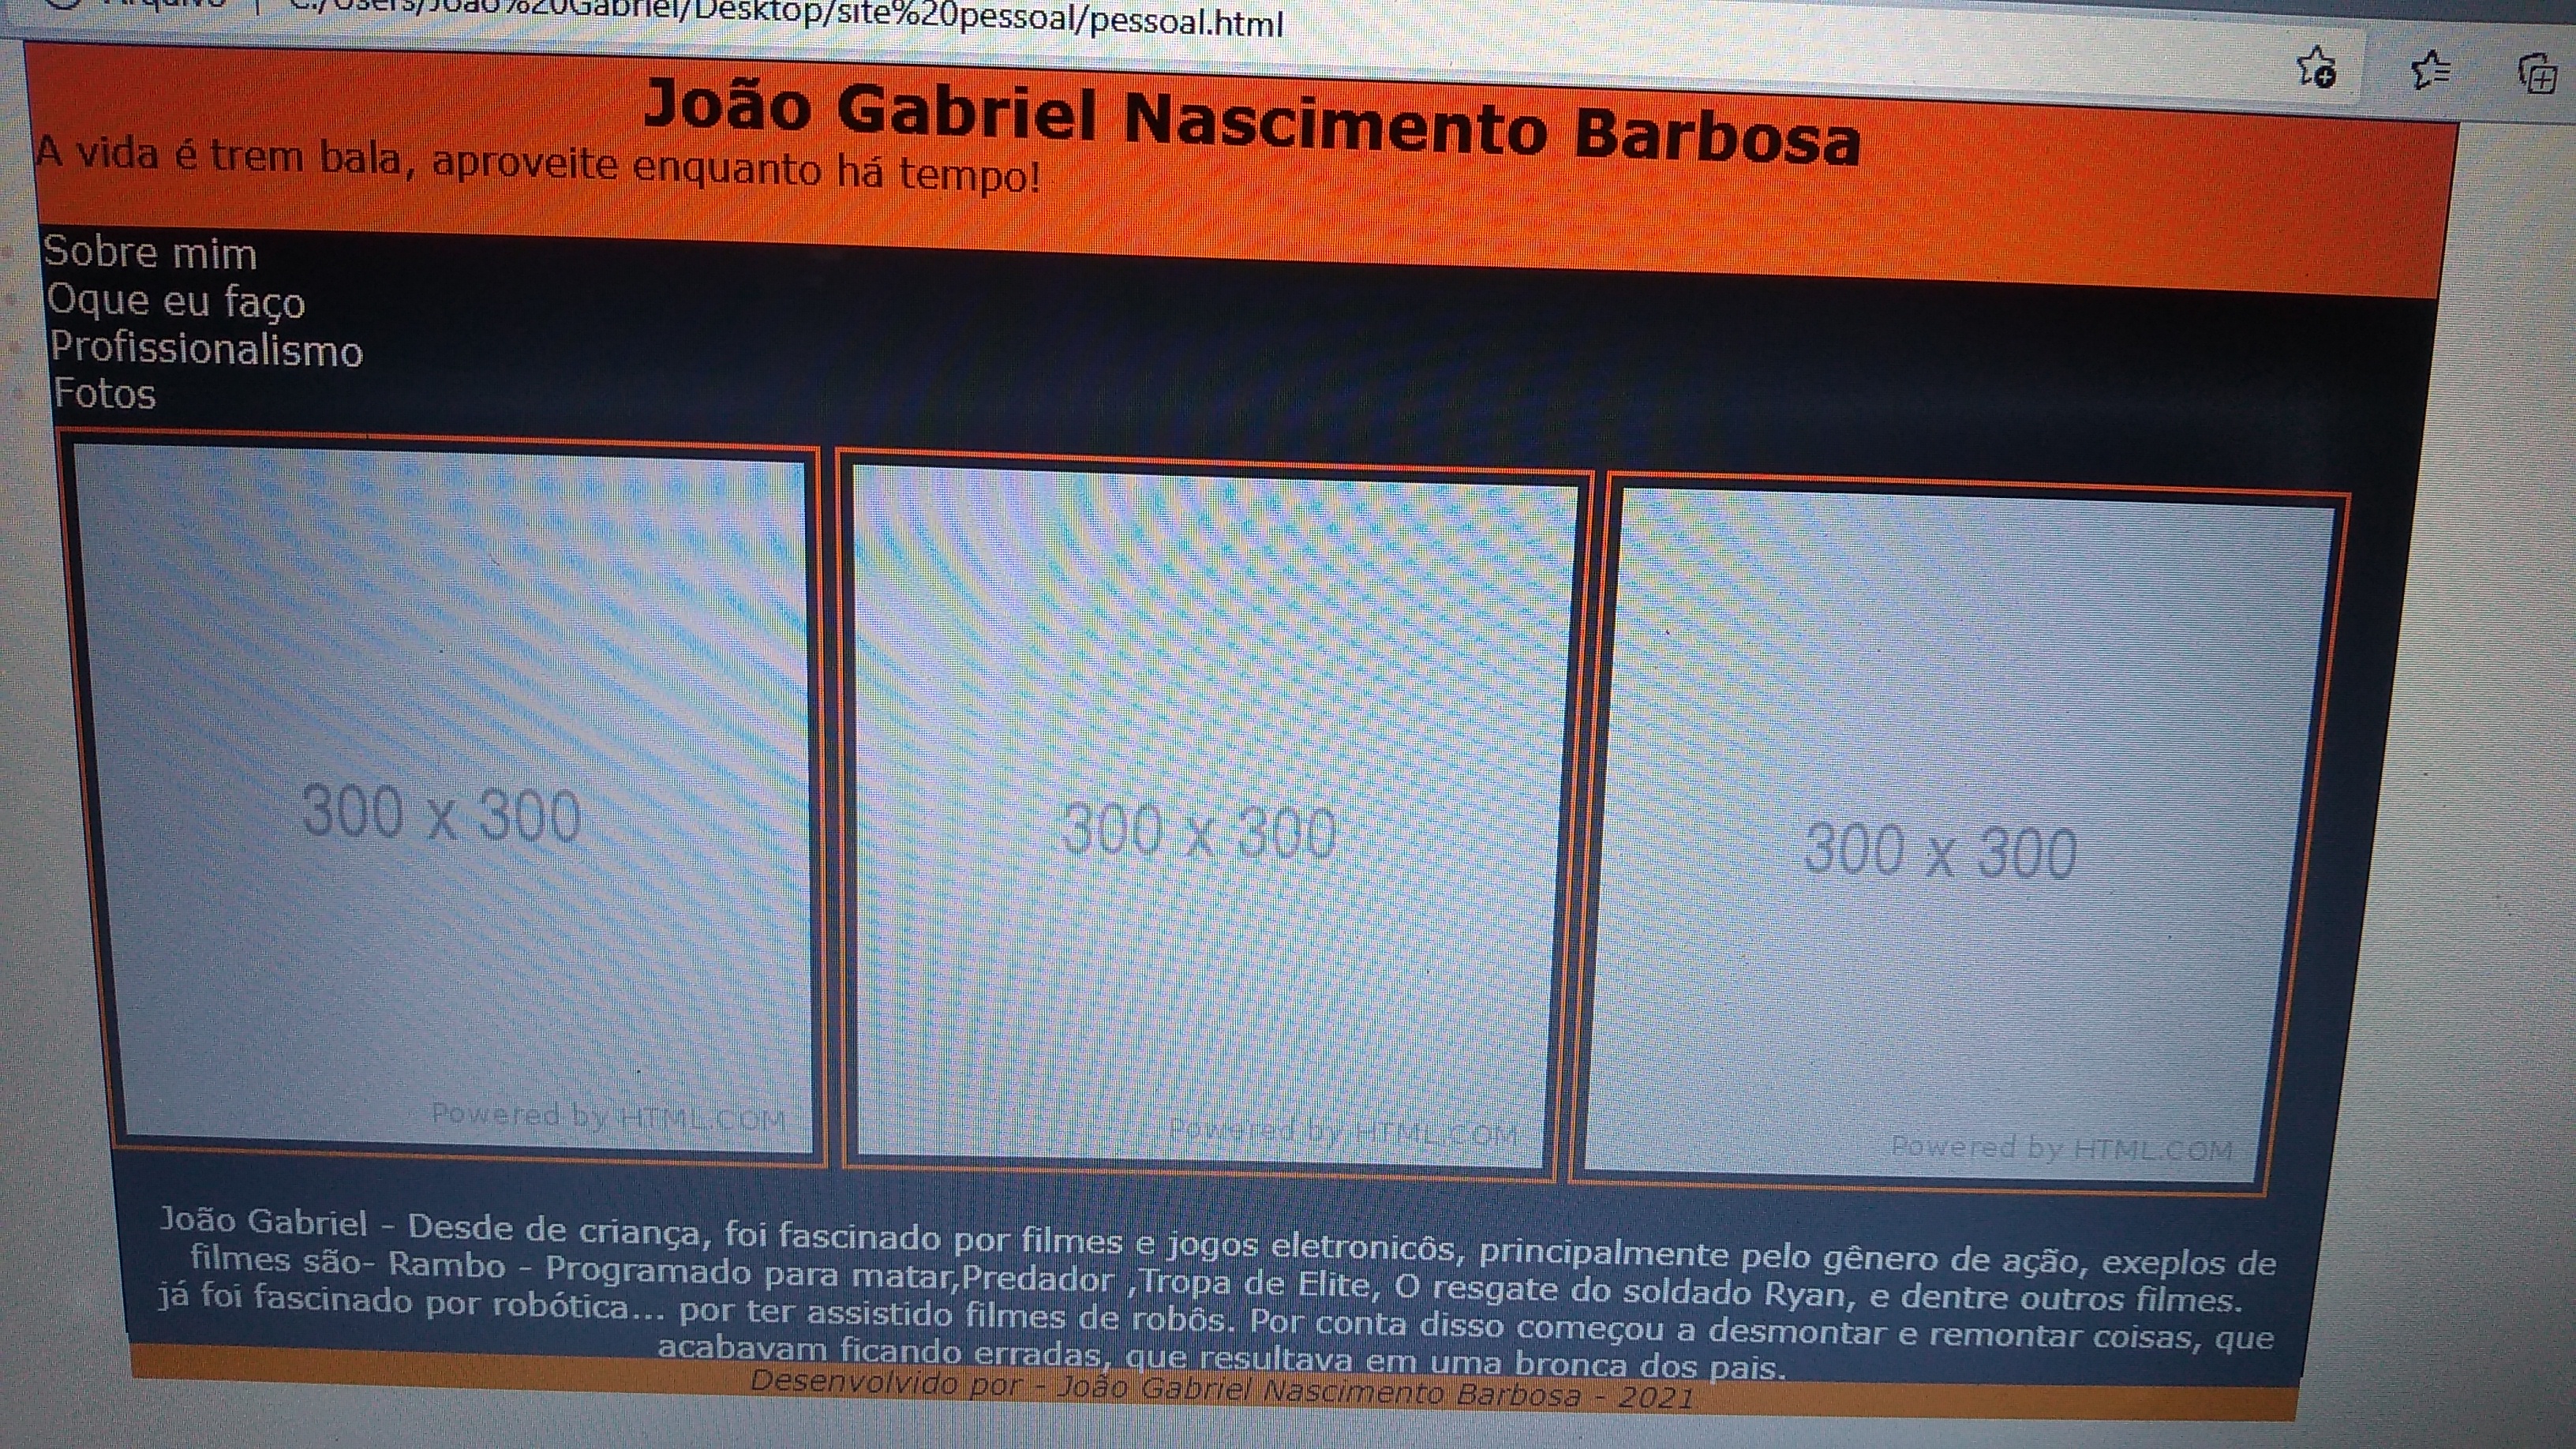 C:/Users/João%20Gabriel/Desktop/site%20pessoal/pessoal.html
João Gabriel Nascimento Barbosa
A vida é trem bala, aproveite enquanto há tempo!
Sobre mim
Oque eu faço
Profissionalismo
Fotos
300 x 300
Powered by HTML.COM
300 x 300
Powered by HTML.COM
300 x 300
Powered by HTML.COM
João Gabriel - Desde de criança, foi fascinado por filmes e jogos eletronicôs, principalmente pelo gênero de ação, exeplos de
filmes são- Rambo - Programado para matar,Predador ,Tropa de Elite, O resgate do soldado Ryan, e dentre outros filmes.
já foi fascinado por robótica... por ter assistido filmes de robôs. Por conta disso começou a desmontar e remontar coisas, que
acabavam ficando erradas, que resultava em uma bronca dos pais.
Desenvolvido por - João Gabriel Nascimento Barbosa - 2021